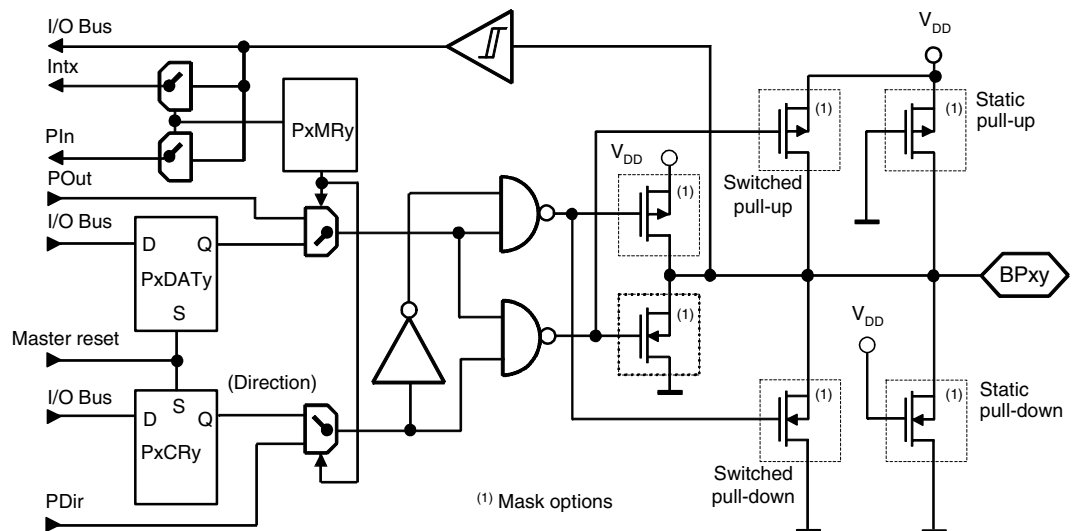 I/O Bus
Intx
PIn
POut
I/O Bus
D Q
PxDATy
S
Master reset
I/O Bus
(Direction)
S
D Q
PxCRy
PDir
PxMRy
V_DD
(1)
(1)
(1)
Switched
pull-up
V_DD
(1)
Static
pull-up
BPxy
V_DD
(1)
Switched
pull-down
(1)
Static
pull-down
(1) Mask options